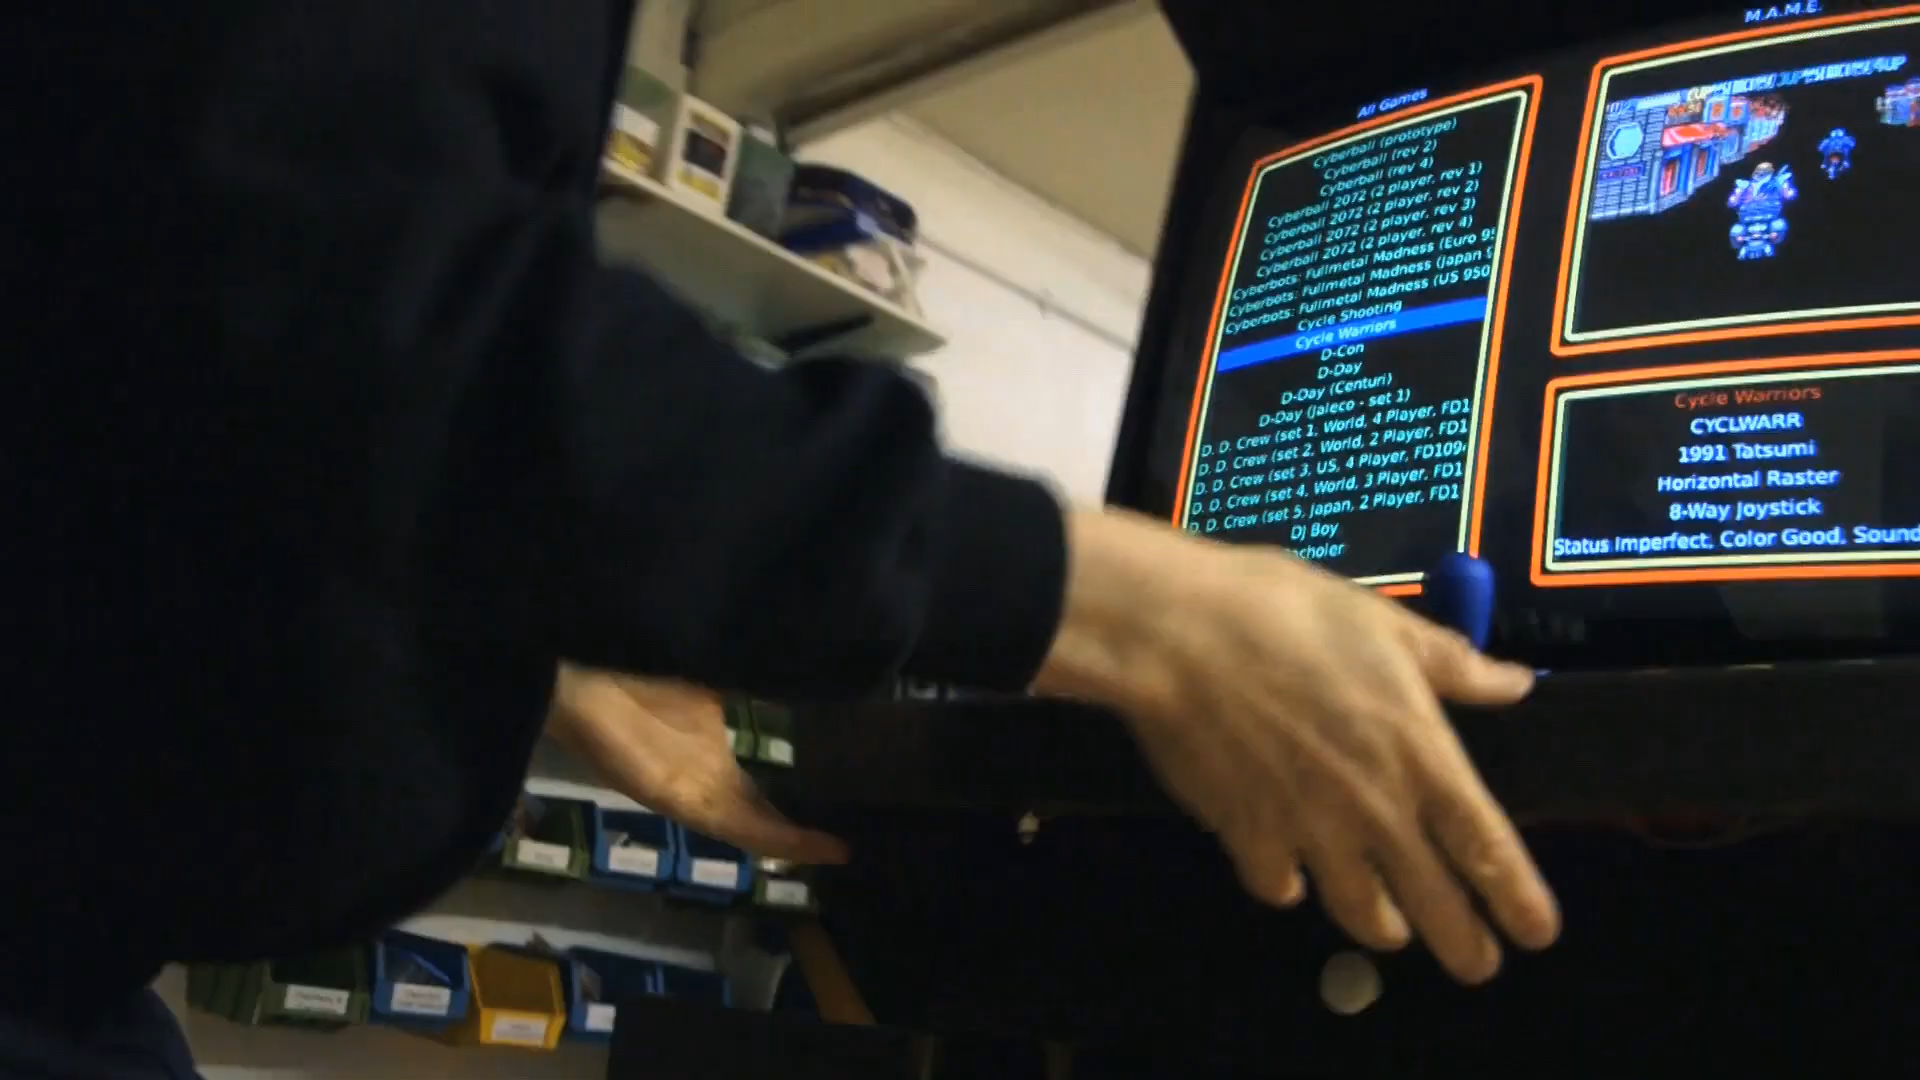 M.A.M.E.
All Games
Cyberball (prototype)
Cyberball (rev 2)
Cyberball (rev 4)
Cyberball 2072 (2 player, rev 1)
Cyberball 2072 (2 player, rev 2)
Cyberball 2072 (2 player, rev 3)
Cyberball 2072 (2 player, rev 4)
Cyberbots: Fullmetal Madness (Euro 9
Cyberbots: Fullmetal Madness (Japan
Cyberbots: Fullmetal Madness (US 950
Cycle Shooting
Cycle Warriors
D-Con
D-Day
D-Day (Centuri)
D-Day (Jaleco - set 1)
D. D. Crew (set 1, World, 4 Player, FD1
D. D. Crew (set 2, World, 2 Player, FD1
D. D. Crew (set 3, US, 4 Player, FD109
D. D. Crew (set 4, World, 3 Player, FD1
D. D. Crew (set 5, Japan, 2 Player, FD1
DJ Boy
Cycle Warriors
CYCLWARR
1991 Tatsumi
Horizontal Raster
8-Way Joystick
Status Imperfect, Color Good, Sound